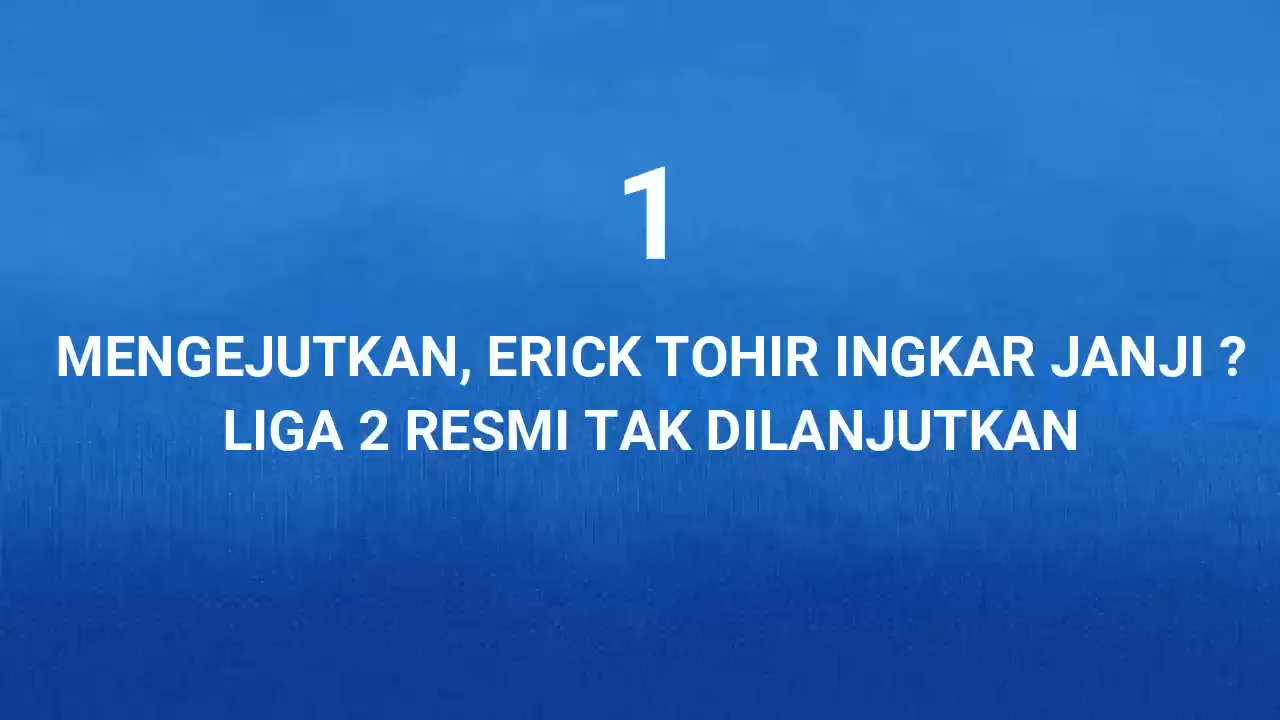 1
MENGEJUTKAN, ERICK TOHIR INGKAR JANJI ?
LIGA 2 RESMI TAK DILANJUTKAN